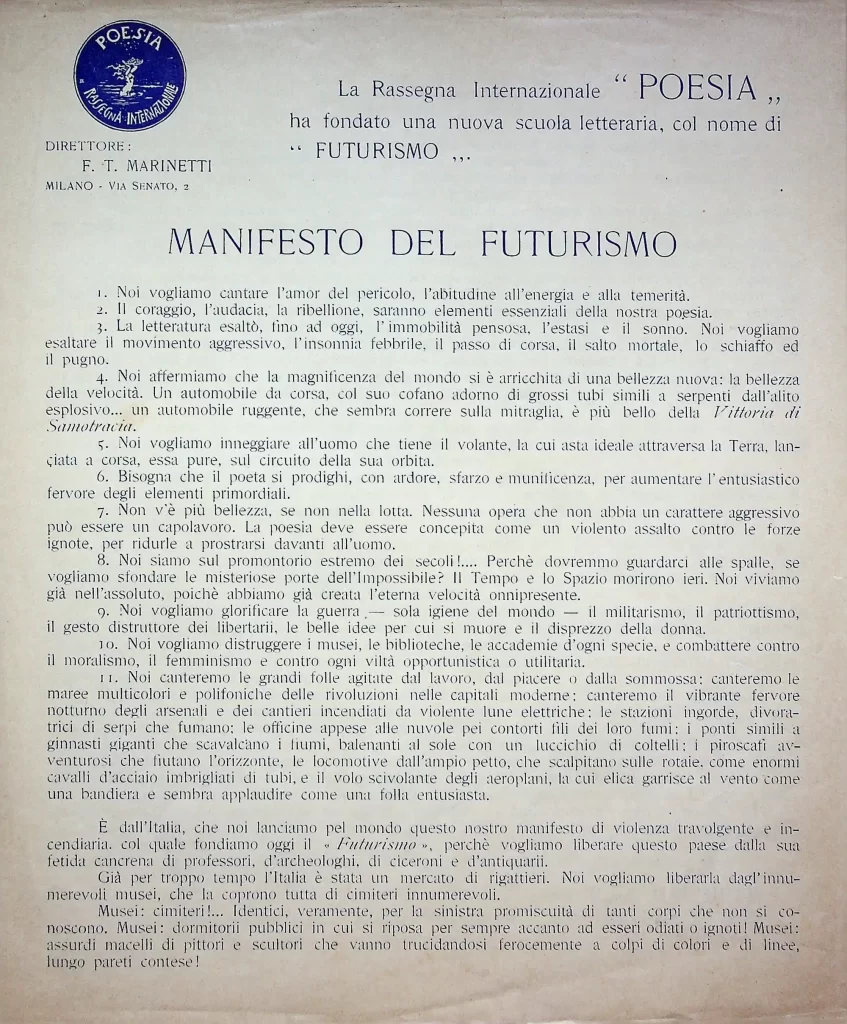 POESIA
RASSEGNA INTERNAZIONALE
DIRETTORE:
F. T. MARINETTI
MILANO - VIA SENATO, 2
La Rassegna Internazionale “ POESIA „
ha fondato una nuova scuola letteraria, col nome di
“ FUTURISMO „.
MANIFESTO DEL FUTURISMO
1. Noi vogliamo cantare l'amor del pericolo, l'abitudine all'energia e alla temerità.
2. Il coraggio, l'audacia, la ribellione, saranno elementi essenziali della nostra poesia.
3. La letteratura esaltò, fino ad oggi, l'immobilità pensosa, l'estasi e il sonno. Noi vogliamo
esaltare il movimento aggressivo, l'insonnia febbrile, il passo di corsa, il salto mortale, lo schiaffo ed
il pugno.
4. Noi affermiamo che la magnificenza del mondo si è arricchita di una bellezza nuova: la bellezza
della velocità. Un automobile da corsa, col suo cofano adorno di grossi tubi simili a serpenti dall'alito
esplosivo... un automobile ruggente, che sembra correre sulla mitraglia, è più bello della Vittoria di
Samotracia.
5. Noi vogliamo inneggiare all'uomo che tiene il volante, la cui asta ideale attraversa la Terra, lan-
ciata a corsa, essa pure, sul circuito della sua orbita.
6. Bisogna che il poeta si prodighi, con ardore, sfarzo e munificenza, per aumentare l'entusiastico
fervore degli elementi primordiali.
7. Non v'è più bellezza, se non nella lotta. Nessuna opera che non abbia un carattere aggressivo
può essere un capolavoro. La poesia deve essere concepita come un violento assalto contro le forze
ignote, per ridurle a prostrarsi davanti all'uomo.
8. Noi siamo sul promontorio estremo dei secoli!.... Perchè dovremmo guardarci alle spalle, se
vogliamo sfondare le misteriose porte dell'Impossibile? Il Tempo e lo Spazio morirono ieri. Noi viviamo
già nell'assoluto, poichè abbiamo già creata l'eterna velocità onnipresente.
9. Noi vogliamo glorificare la guerra — sola igiene del mondo — il militarismo, il patriottismo,
il gesto distruttore dei libertarii, le belle idee per cui si muore e il disprezzo della donna.
10. Noi vogliamo distruggere i musei, le biblioteche, le accademie d'ogni specie, e combattere contro
il moralismo, il femminismo e contro ogni viltà opportunistica o utilitaria.
11. Noi canteremo le grandi folle agitate dal lavoro, dal piacere o dalla sommossa: canteremo le
maree multicolori e polifoniche delle rivoluzioni nelle capitali moderne; canteremo il vibrante fervore
notturno degli arsenali e dei cantieri incendiati da violente lune elettriche; le stazioni ingorde, divora-
trici di serpi che fumano; le officine appese alle nuvole pei contorti fili dei loro fumi; i ponti simili a
ginnasti giganti che scavalcano i fiumi, balenanti al sole con un luccichio di coltelli; i piroscafi av-
venturosi che fiutano l'orizzonte, le locomotive dall'ampio petto, che scalpitano sulle rotaie, come enormi
cavalli d'acciaio imbrigliati di tubi, e il volo scivolante degli aeroplani, la cui elica garrisce al vento come
una bandiera e sembra applaudire come una folla entusiasta.
È dall'Italia, che noi lanciamo pel mondo questo nostro manifesto di violenza travolgente e in-
cendiaria, col quale fondiamo oggi il « Futurismo », perchè vogliamo liberare questo paese dalla sua
fetida cancrena di professori, d'archeologhi, di ciceroni e d'antiquarii.
Già per troppo tempo l'Italia è stata un mercato di rigattieri. Noi vogliamo liberarla dagl'innu-
merevoli musei, che la coprono tutta di cimiteri innumerevoli.
Musei: cimiteri!... Identici, veramente, per la sinistra promiscuità di tanti corpi che non si co-
noscono. Musei: dormitorii pubblici in cui si riposa per sempre accanto ad esseri odiati o ignoti! Musei:
assurdi macelli di pittori e scultori che vanno trucidandosi ferocemente a colpi di colori e di linee,
lungo pareti contese!